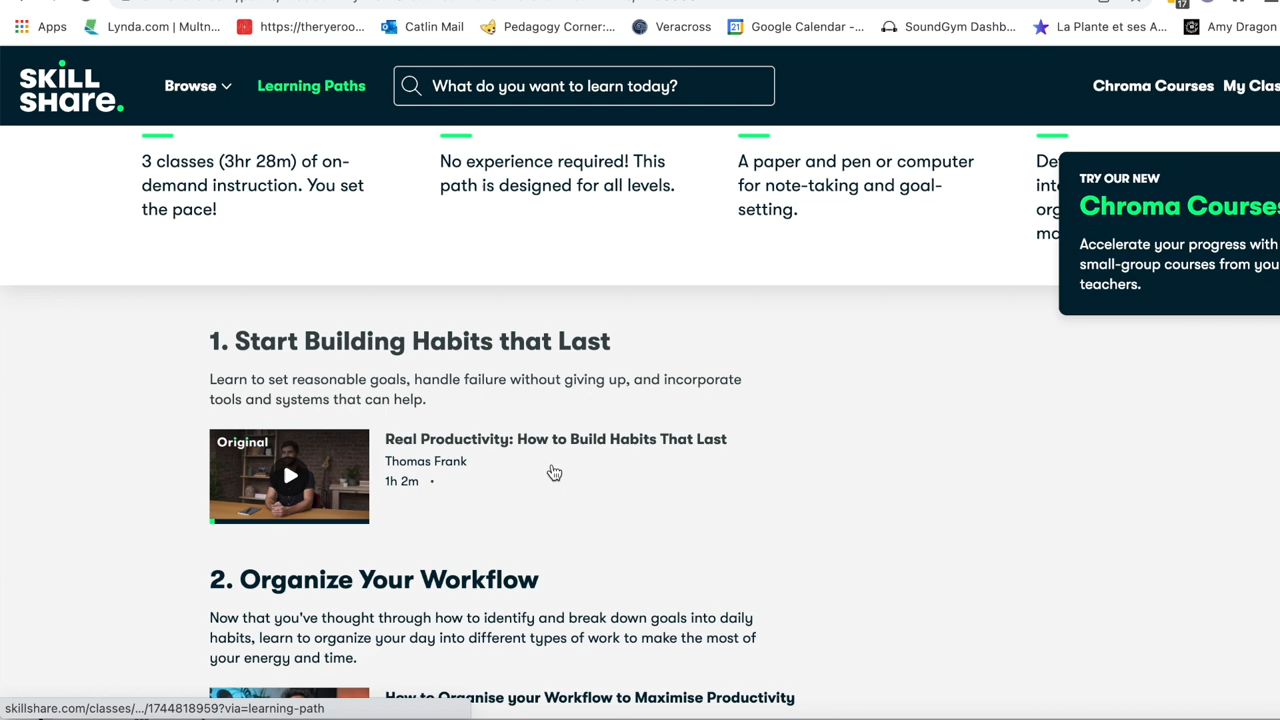 Apps
Lynda.com | Multn...
https://theryeroo...
Catlin Mail
Pedagogy Corner:...
Veracross
Google Calendar -...
SoundGym Dashb...
La Plante et ses A...
Amy Dragon
17
21
SKILL
SHARE.
Browse
Learning Paths
What do you want to learn today?
Chroma Courses
My Clas
3 classes (3hr 28m) of on-
demand instruction. You set
the pace!
No experience required! This
path is designed for all levels.
A paper and pen or computer
for note-taking and goal-
setting.
TRY OUR NEW
Chroma Courses
Accelerate your progress with
small-group courses from you
teachers.
1. Start Building Habits that Last
Learn to set reasonable goals, handle failure without giving up, and incorporate
tools and systems that can help.
Original
Real Productivity: How to Build Habits That Last
Thomas Frank
1h 2m •
2. Organize Your Workflow
Now that you've thought through how to identify and break down goals into daily
habits, learn to organize your day into different types of work to make the most of
your energy and time.
How to Organise your Workflow to Maximise Productivity
skillshare.com/classes/.../1744818959?via=learning-path